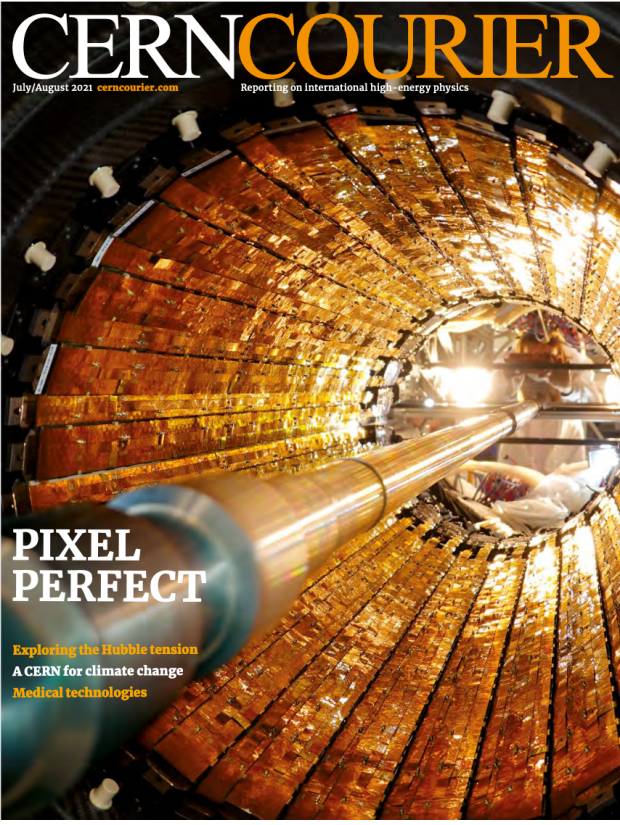 CERNCOURIER
July/August 2021 cerncourier.com Reporting on international high-energy physics
PIXEL
PERFECT
Exploring the Hubble tension
A CERN for climate change
Medical technologies